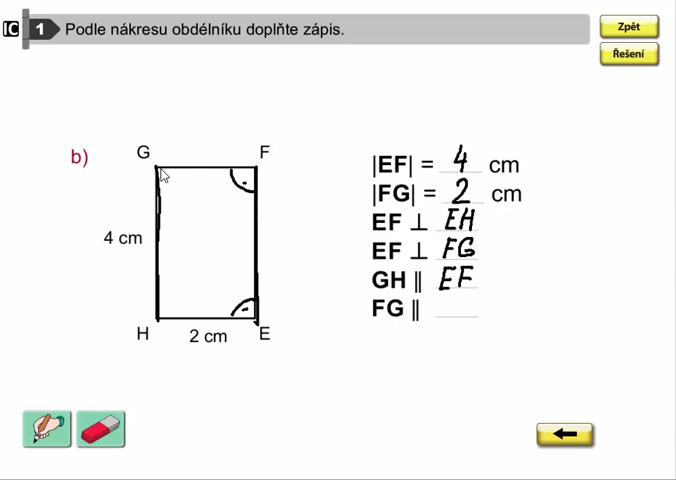 1 Podle nákresu obdélníku doplňte zápis.
Zpět
Řešení
b)
G F
4 cm
H 2 cm E
|EF| = 4 cm
|FG| = 2 cm
EF ⊥ EH
EF ⊥ FG
GH ∥ EF
FG ∥